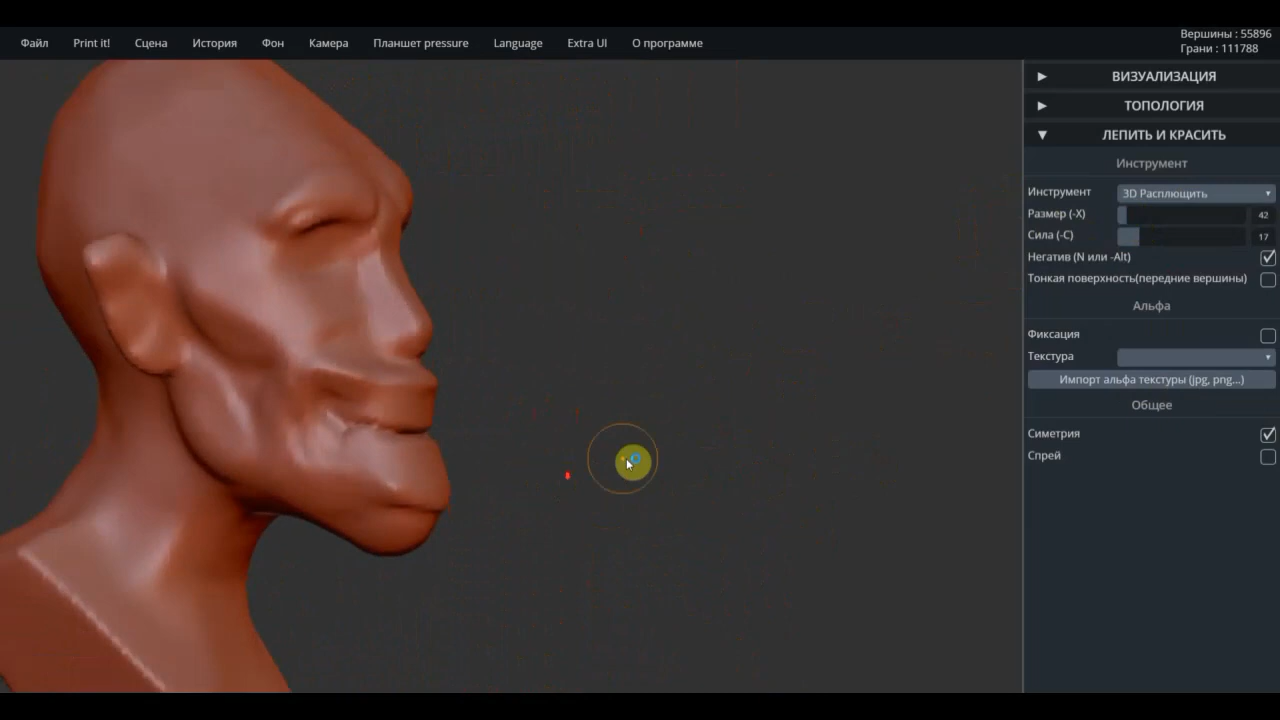 Файл Print it! Сцена История Фон Камера Планшет pressure Language Extra UI О программе
Вершины : 55896
Грани : 111788
ВИЗУАЛИЗАЦИЯ
ТОПОЛОГИЯ
ЛЕПИТЬ И КРАСИТЬ
Инструмент
Инструмент 3D Расплющить
Размер (-X) 42
Сила (-C) 17
Негатив (N или -Alt)
Тонкая поверхность(передние вершины)
Альфа
Фиксация
Текстура
Импорт альфа текстуры (jpg, png...)
Общее
Симетрия
Спрей